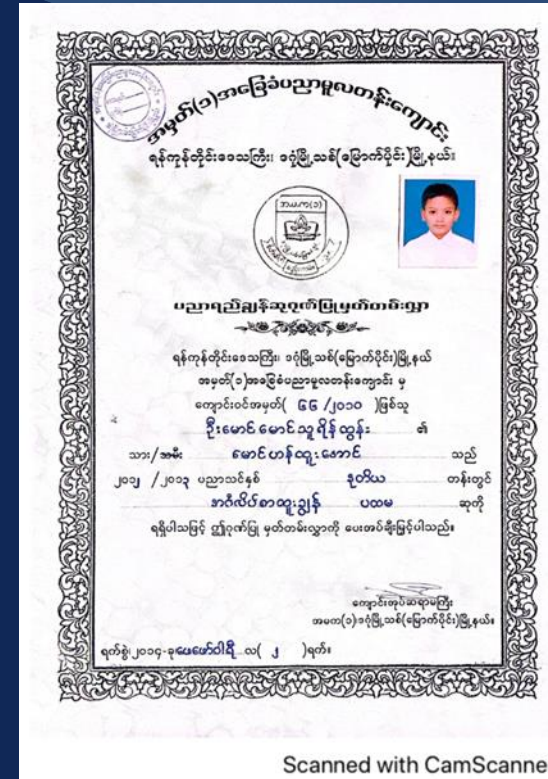 အမှတ်(၁)အခြေခံပညာမူလတန်းကျောင်း
ရန်ကုန်တိုင်းဒေသကြီး၊ ဒဂုံမြို့သစ်(မြောက်ပိုင်း)မြို့နယ်။
အမက(၁)
ပညာရည်ချွန်ဆုဂုဏ်ပြုမှတ်တမ်းလွှာ
ရန်ကုန်တိုင်းဒေသကြီး၊ ဒဂုံမြို့သစ်(မြောက်ပိုင်း)မြို့နယ်
အမှတ်(၁)အခြေခံပညာမူလတန်းကျောင်း မှ
ကျောင်းဝင်အမှတ်( ၆၆ /၂၀၁၀ )ဖြစ်သူ
ဦးမောင်မောင်သူရိန်ထွန်း ၏
သား/အမီး မောင်ဟန်ထူးအောင် သည်
၂၀၁၂ /၂၀၁၃ ပညာသင်နှစ် ဒုတိယ တန်းတွင်
အင်္ဂလိပ်စာထူးချွန် ပထမ ဆုကို
ရရှိပါသဖြင့် ဤဂုဏ်ပြု မှတ်တမ်းလွှာကို ပေးအပ်ချီးမြှင့်ပါသည်။
ကျောင်းအုပ်ဆရာမကြီး
အမက(၁)ဒဂုံမြို့သစ်(မြောက်ပိုင်း)မြို့နယ်။
ရက်စွဲ၊၂၀၁၄-ခုဖေဖော်ဝါရီ လ( ၂ )ရက်။
Scanned with CamScanne